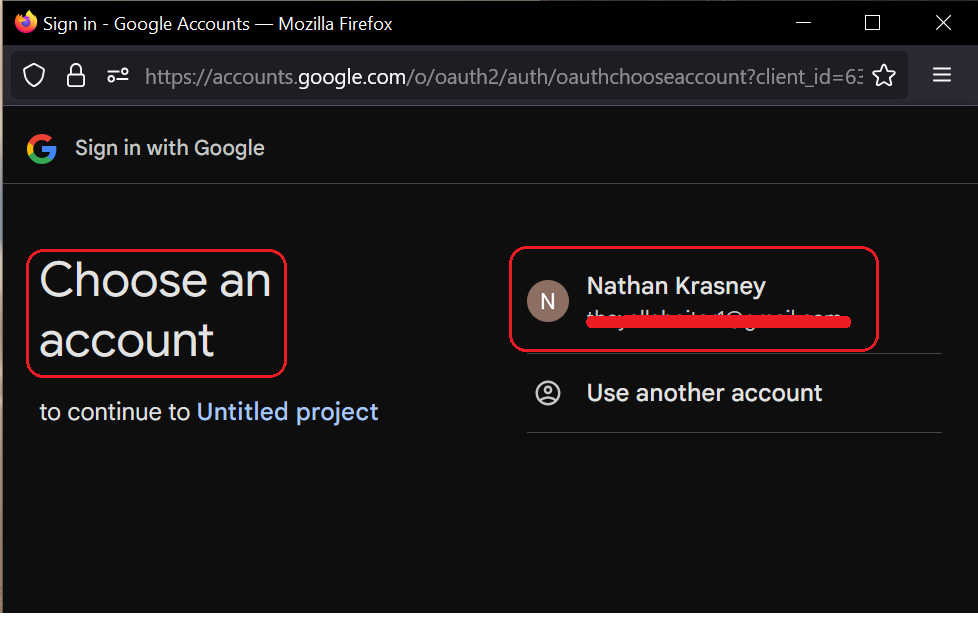 Sign in - Google Accounts — Mozilla Firefox
https://accounts.google.com/o/oauth2/auth/oauthchooseaccount?client_id=63
Sign in with Google
Choose an
account
to continue to Untitled project
N
Nathan Krasney
Use another account